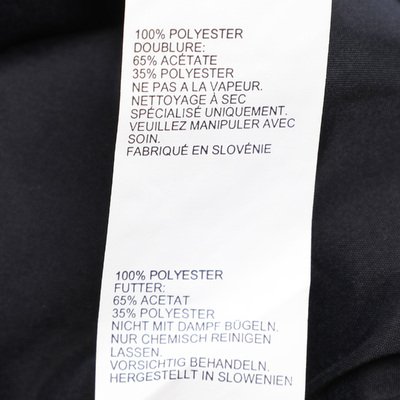 100% POLYESTER
DOUBLURE:
65% ACÉTATE
35% POLYESTER
NE PAS A LA VAPEUR.
NETTOYAGE À SEC
SPÉCIALISÉ UNIQUEMENT.
VEUILLEZ MANIPULER AVEC
SOIN.
FABRIQUÉ EN SLOVÉNIE
100% POLYESTER
FUTTER:
65% ACETAT
35% POLYESTER
NICHT MIT DAMPF BÜGELN.
NUR CHEMISCH REINIGEN
LASSEN.
VORSICHTIG BEHANDELN.
HERGESTELLT IN SLOWENIEN